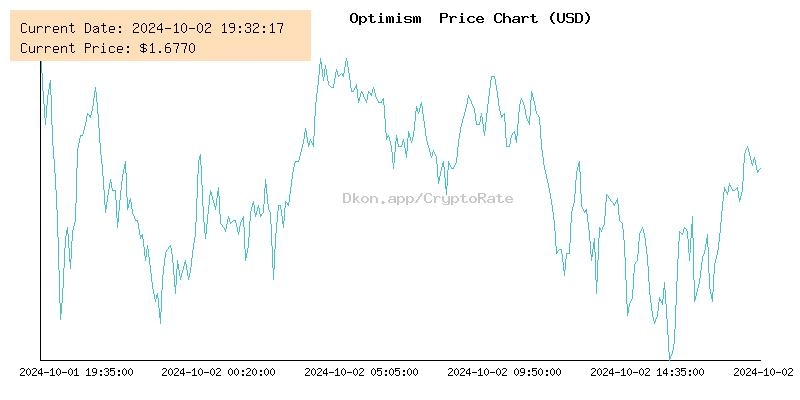 Optimism  Price Chart (USD)
Current Date: 2024-10-02 19:32:17
Current Price: $1.6770
Dkon.app/CryptoRate
2024-10-01 19:35:00 2024-10-02 00:20:00 2024-10-02 05:05:00 2024-10-02 09:50:00 2024-10-02 14:35:00 2024-10-02